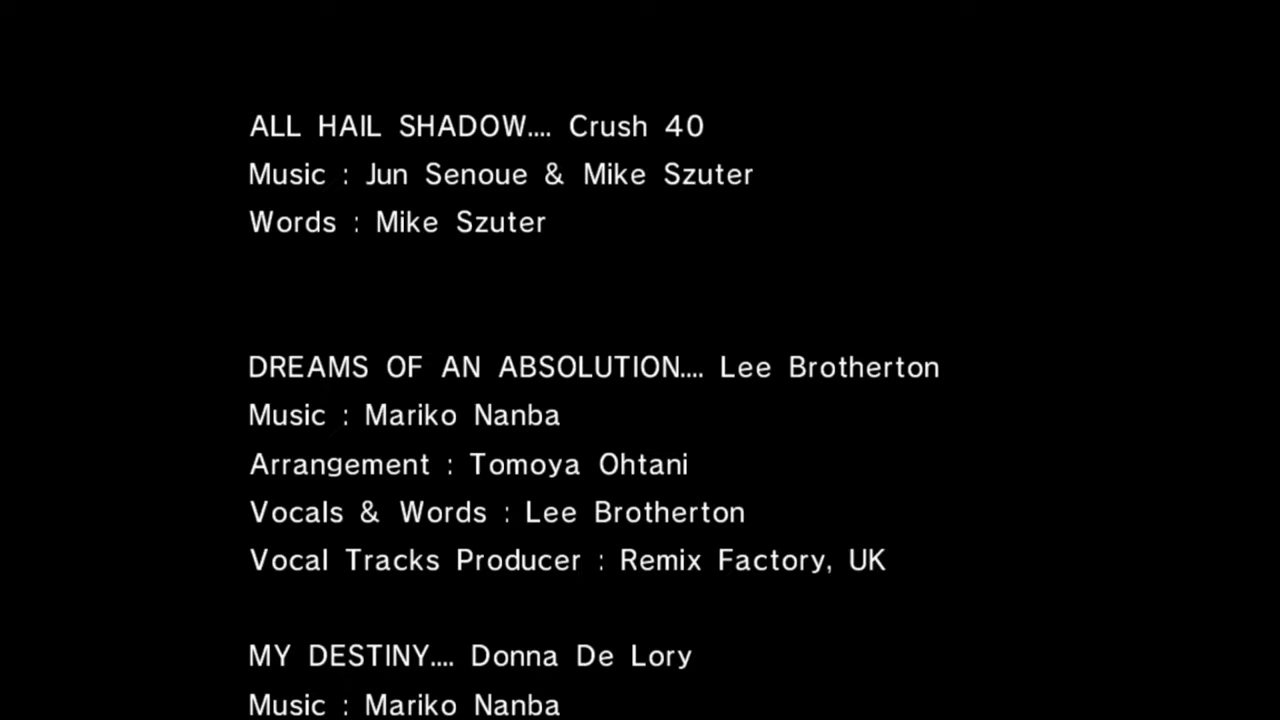 ALL HAIL SHADOW.... Crush 40
Music : Jun Senoue & Mike Szuter
Words : Mike Szuter
DREAMS OF AN ABSOLUTION.... Lee Brotherton
Music : Mariko Nanba
Arrangement : Tomoya Ohtani
Vocals & Words : Lee Brotherton
Vocal Tracks Producer : Remix Factory, UK
MY DESTINY.... Donna De Lory
Music : Mariko Nanba